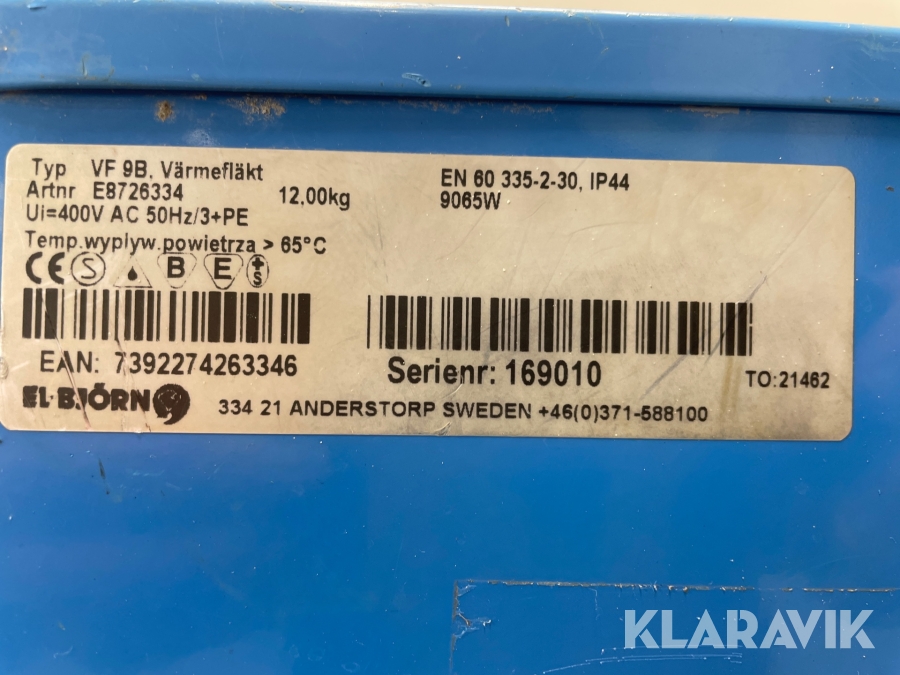 Typ VF 9B, Värmefläkt
Artnr E8726334 12,00kg
Ui=400V AC 50Hz/3+PE
Temp.wyplyw.powietrza > 65°C
EN 60 335-2-30, IP44
9065W
CE S B E +S
EAN: 7392274263346
Serienr: 169010
TO:21462
EL·BJÖRN
334 21 ANDERSTORP SWEDEN +46(0)371-588100
KLARAVIK